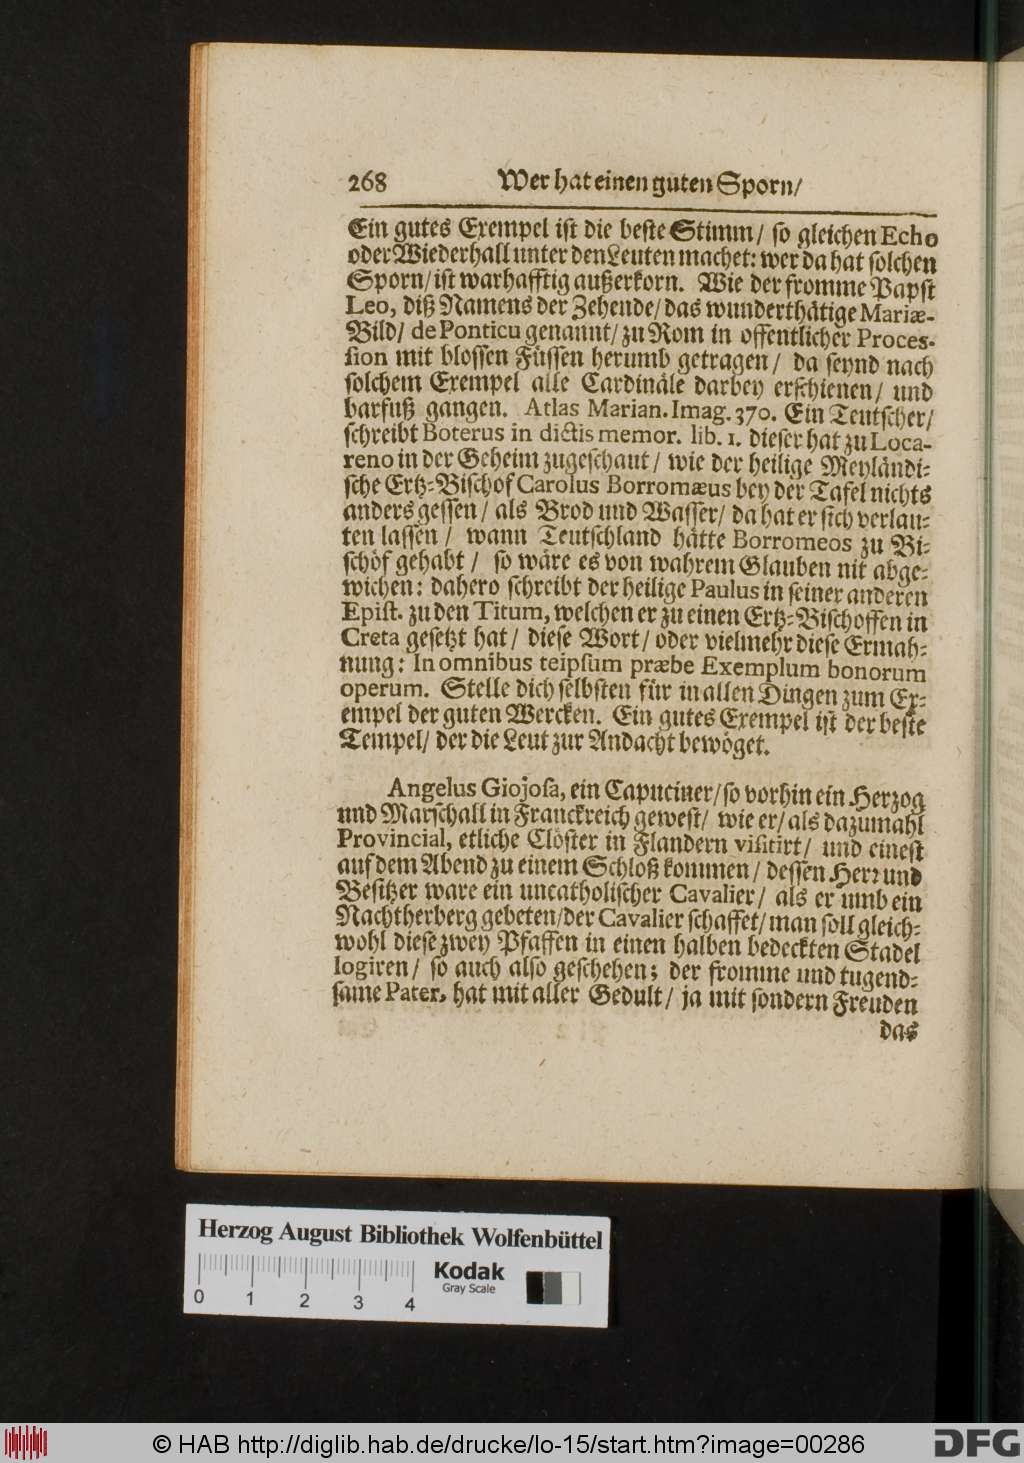 268 Wer hat einen guten Sporn/
Ein gutes Exempel ist die beste Stimm/ so gleichen Echo
oder Wiederhall unter den Leuten machet: wer da hat solchen
Sporn/ ist warhafftig außerkorn. Wie der fromme Papst
Leo, diß Namens der Zehende/ das wunderthätige Mariæ-
Bild/ de Ponticu genannt/ zu Rom in offentlicher Proces-
sion mit blossen Füssen herumb getragen/ da seynd nach
solchem Exempel alle Cardinäle darbey erschienen/ und
barfuß gangen. Atlas Marian. Imag. 370. Ein Teutscher/
schreibt Boterus in dictis memor. lib. 1. dieser hat zu Loca-
reno in der Geheim zugeschaut/ wie der heilige Meyländi-
sche Ertz-Bischof Carolus Borromæus bey der Tafel nichts
anders gessen/ als Brod und Wasser/ da hat er sich verlau-
ten lassen/ wann Teutschland hätte Borromeos zu Bi-
schöf gehabt/ so wäre es von wahrem Glauben nit abge-
wichen: dahero schreibt der heilige Paulus in seiner anderen
Epist. zu den Titum, welchen er zu einen Ertz-Bischoffen in
Creta gesetzt hat/ diese Wort/ oder vielmehr diese Ermah-
nung: In omnibus teipsum præbe Exemplum bonorum
operum. Stelle dich selbsten für in allen Dingen zum Ex-
empel der guten Wercken. Ein gutes Exempel ist der beste
Tempel/ der die Leut zur Andacht bewöget.
Angelus Giojosa, ein Capuciner/ so vorhin ein Herzog
und Marschall in Franckreich gewest/ wie er/ als dazumahl
Provincial, etliche Clöster in Flandern visitirt/ und einest
auf dem Abend zu einem Schloß kommen/ dessen Herr und
Besitzer ware ein uncatholischer Cavalier/ als er umb ein
Nachtherberg gebeten/ der Cavalier schaffet/ man soll gleich-
wohl diese zwey Pfaffen in einen halben bedeckten Stadel
logiren/ so auch also geschehen; der fromme und tugend-
same Pater, hat mit aller Gedult/ ja mit sondern Freuden
das
Herzog August Bibliothek Wolfenbüttel
Kodak
Gray Scale
0 1 2 3 4
© HAB http://diglib.hab.de/drucke/lo-15/start.htm?image=00286
DFG